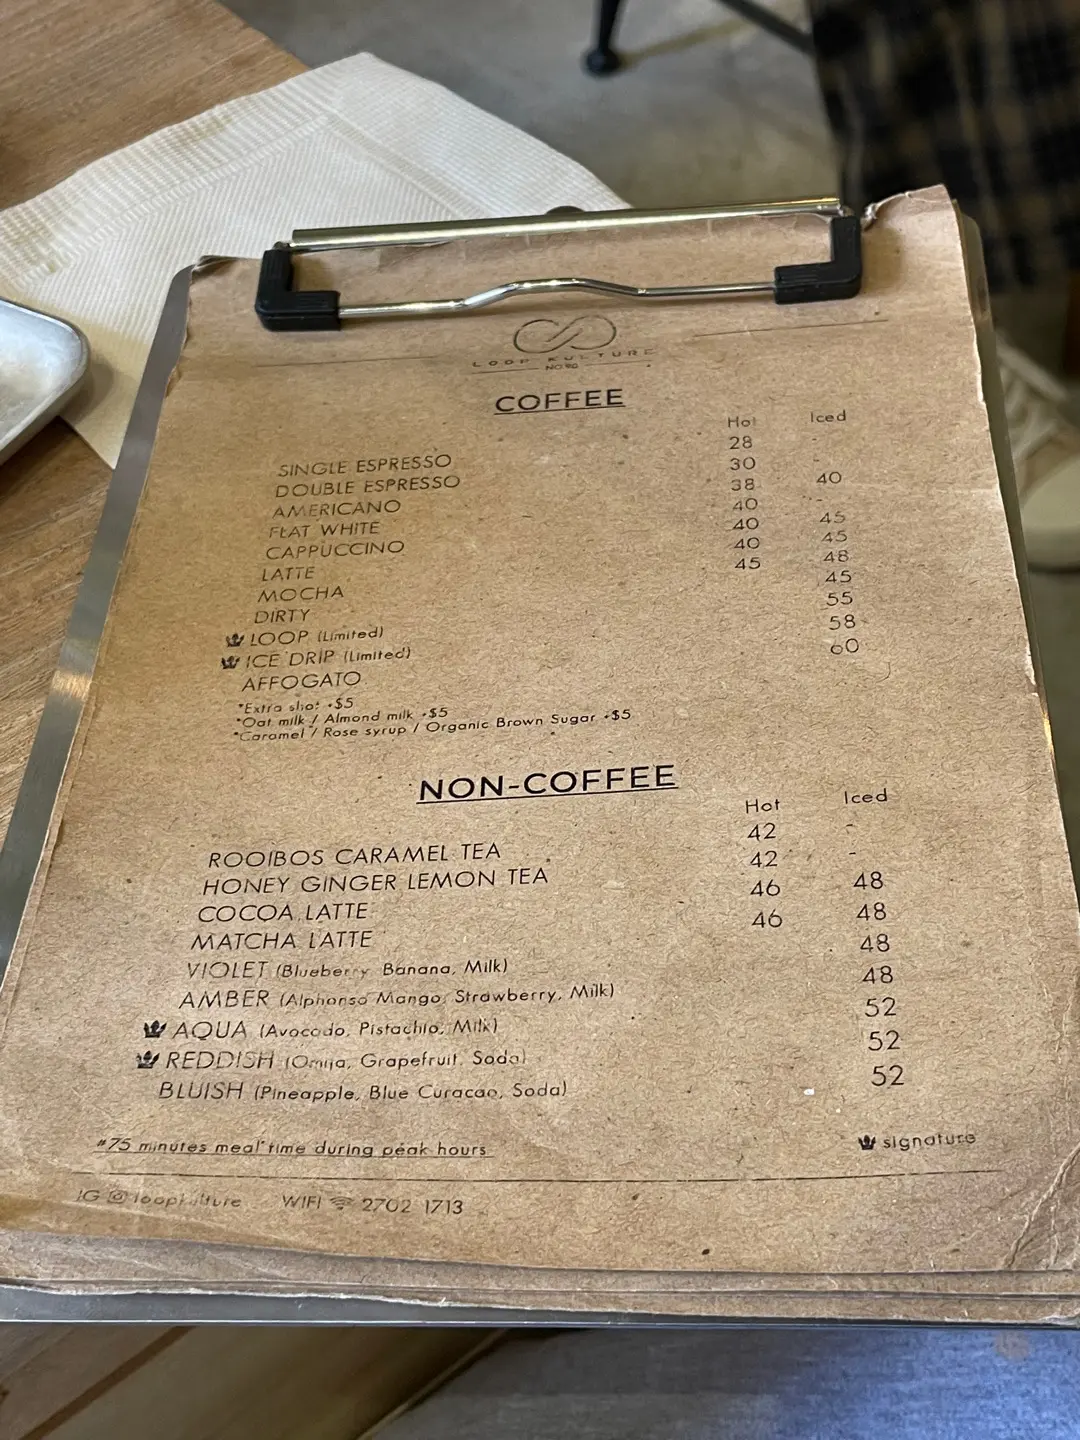 LOOP KULTURE
COFFEE
Hot Iced
SINGLE ESPRESSO 28 -
DOUBLE ESPRESSO 30 -
AMERICANO 38 40
FLAT WHITE 40 -
CAPPUCCINO 40 45
LATTE 40 45
MOCHA 45 48
DIRTY 45
LOOP (Limited) 55
ICE DRIP (Limited) 58
AFFOGATO 60
*Extra shot +$5
*Oat milk / Almond milk +$5
*Caramel / Rose syrup / Organic Brown Sugar +$5
NON-COFFEE
Hot Iced
ROOIBOS CARAMEL TEA 42 -
HONEY GINGER LEMON TEA 42 -
COCOA LATTE 46 48
MATCHA LATTE 46 48
VIOLET (Blueberry, Banana, Milk) 48
AMBER (Alphonso Mango, Strawberry, Milk) 48
AQUA (Avocado, Pistachio, Milk) 52
REDDISH (Omija, Grapefruit, Soda) 52
BLUISH (Pineapple, Blue Curacao, Soda) 52
signature
*75 minutes meal time during peak hours
IG loopkulture WIFI 2702 1713